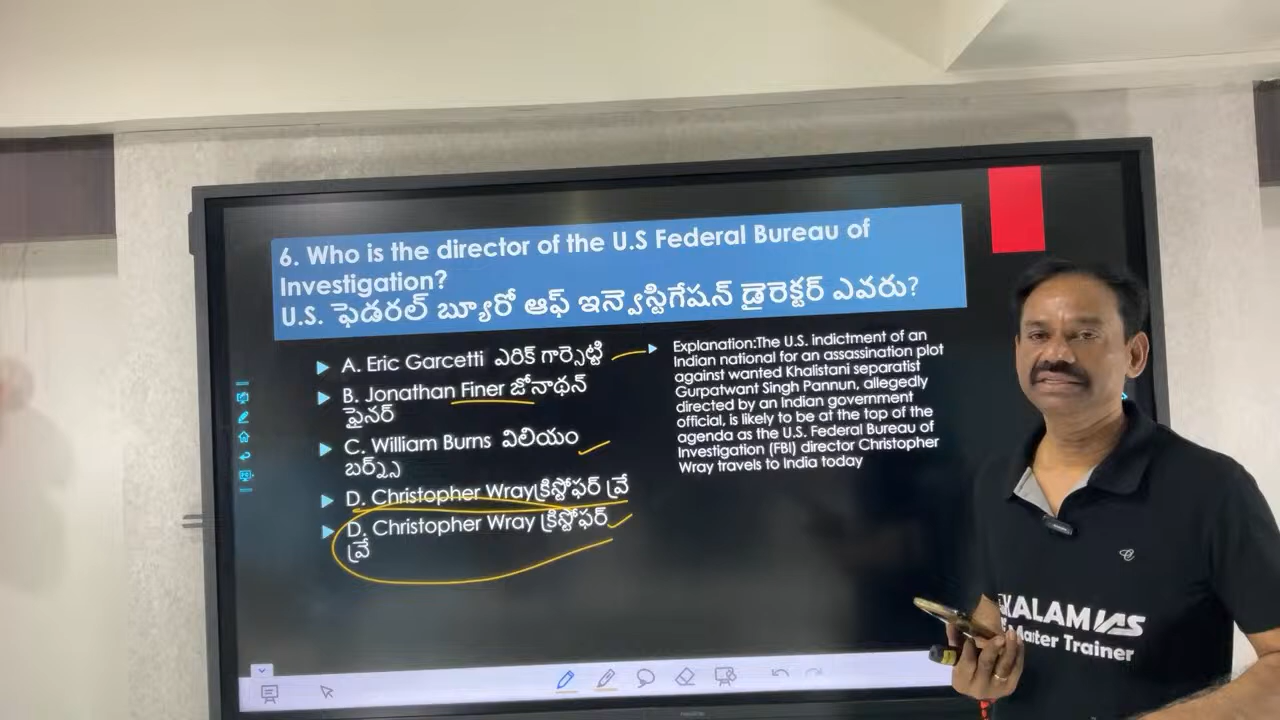 6. Who is the director of the U.S Federal Bureau of
Investigation?
U.S. ఫెడరల్ బ్యూరో ఆఫ్ ఇన్వెస్టిగేషన్ డైరెక్టర్ ఎవరు?
A. Eric Garcetti ఎరిక్ గార్సెట్టి
B. Jonathan Finer జోనాథన్
ఫైనర్
C. William Burns విలియం
బర్న్స్
D. Christopher Wrayక్రిస్టోఫర్ వ్రే
D. Christopher Wray క్రిస్టోఫర్
వ్రే
Explanation:The U.S. indictment of an
Indian national for an assassination plot
against wanted Khalistani separatist
Gurpatwant Singh Pannun, allegedly
directed by an Indian government
official, is likely to be at the top of the
agenda as the U.S. Federal Bureau of
Investigation (FBI) director Christopher
Wray travels to India today
KALAM IAS
Master Trainer